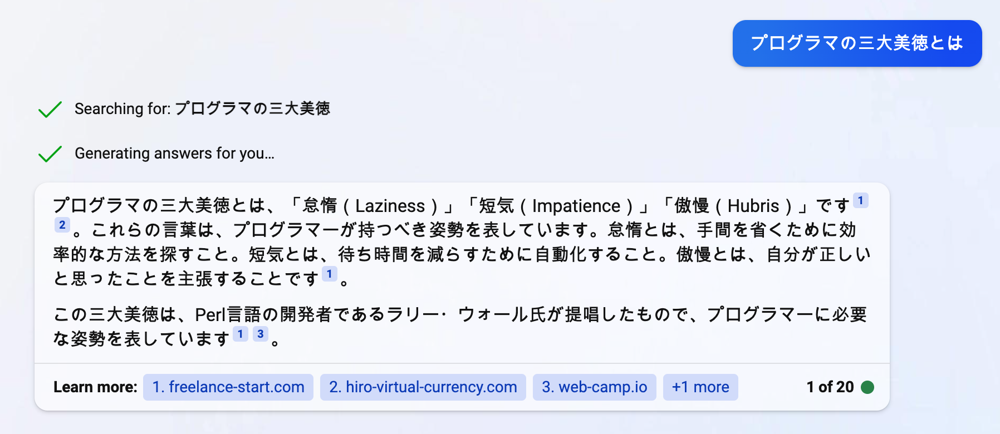 プログラマの三大美徳とは
Searching for: プログラマの三大美徳
Generating answers for you…
プログラマの三大美徳とは、「怠惰 ( Laziness ) 」「短気 ( Impatience ) 」「傲慢 ( Hubris ) 」です 1
2 。これらの言葉は、プログラマーが持つべき姿勢を表しています。怠惰とは、手間を省くために効
率的な方法を探すこと。短気とは、待ち時間を減らすために自動化すること。傲慢とは、自分が正しい
と思ったことを主張することです 1 。
この三大美徳は、Perl言語の開発者であるラリー・ウォール氏が提唱したもので、プログラマーに必要
な姿勢を表しています 1 3 。
Learn more: 1. freelance-start.com 2. hiro-virtual-currency.com 3. web-camp.io +1 more 1 of 20